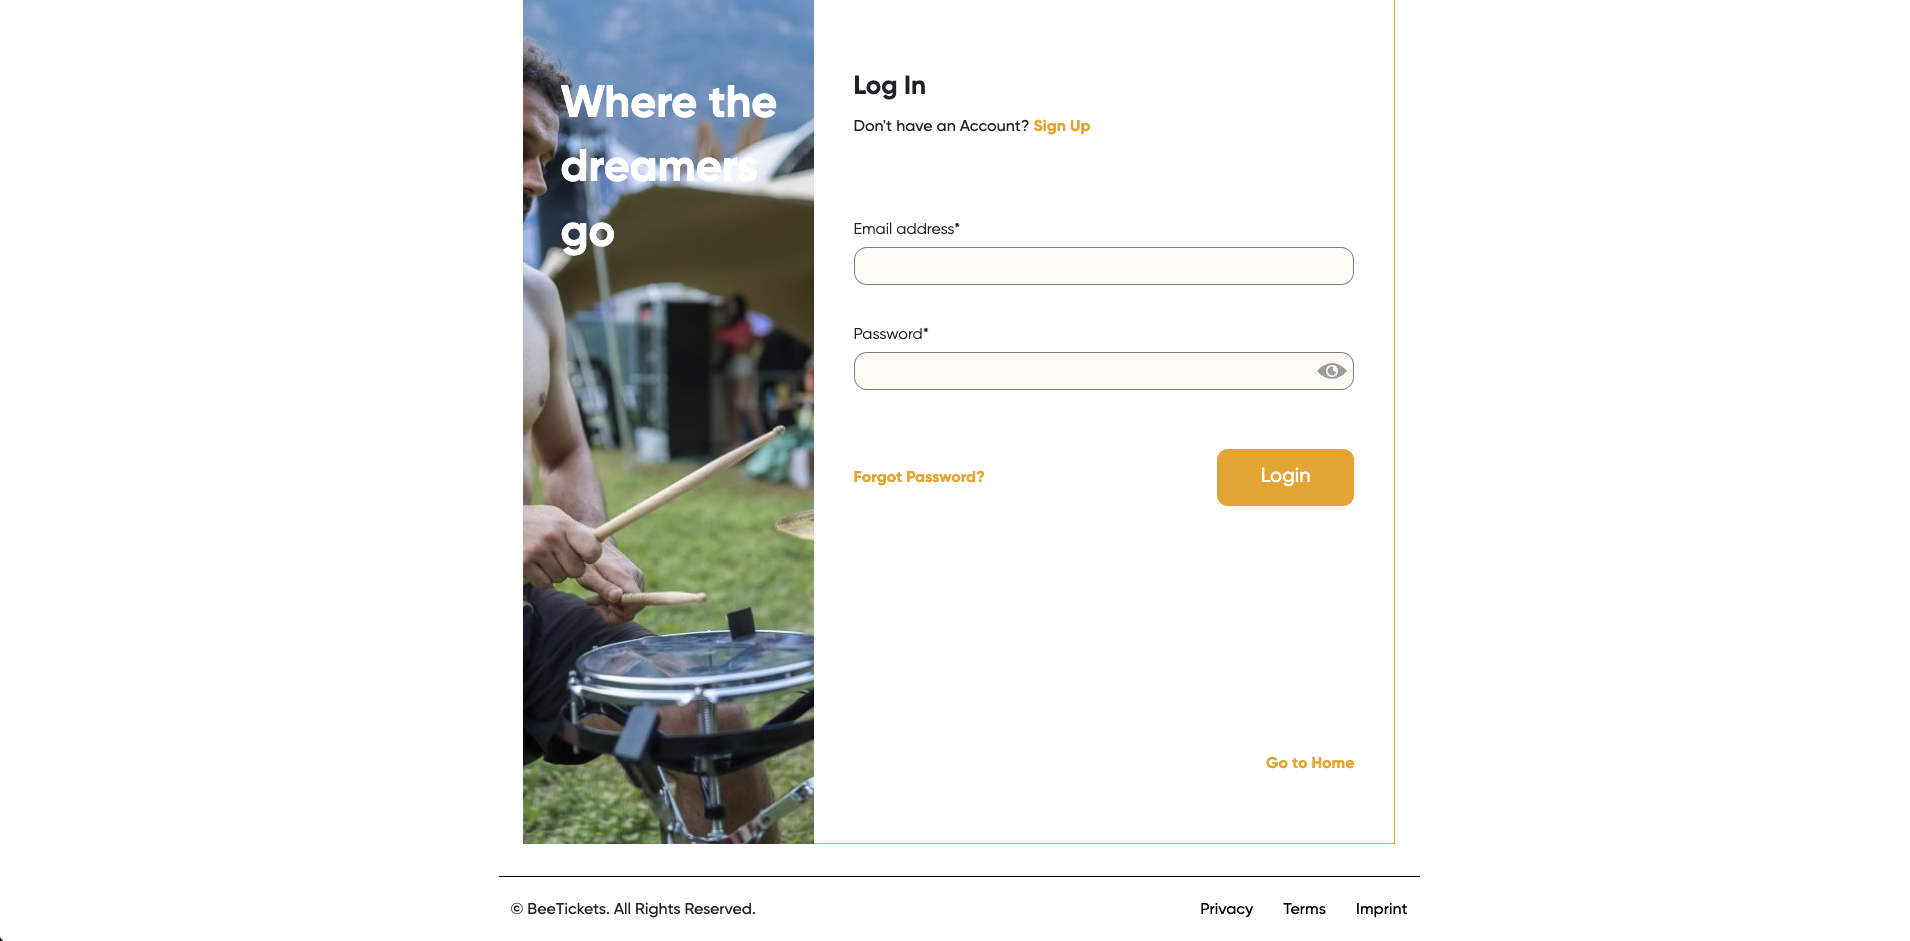 Where the
dreamers
go
Log In
Don't have an Account? Sign Up
Email address*
Password*
Forgot Password?
Login
Go to Home
© BeeTickets. All Rights Reserved.
Privacy
Terms
Imprint